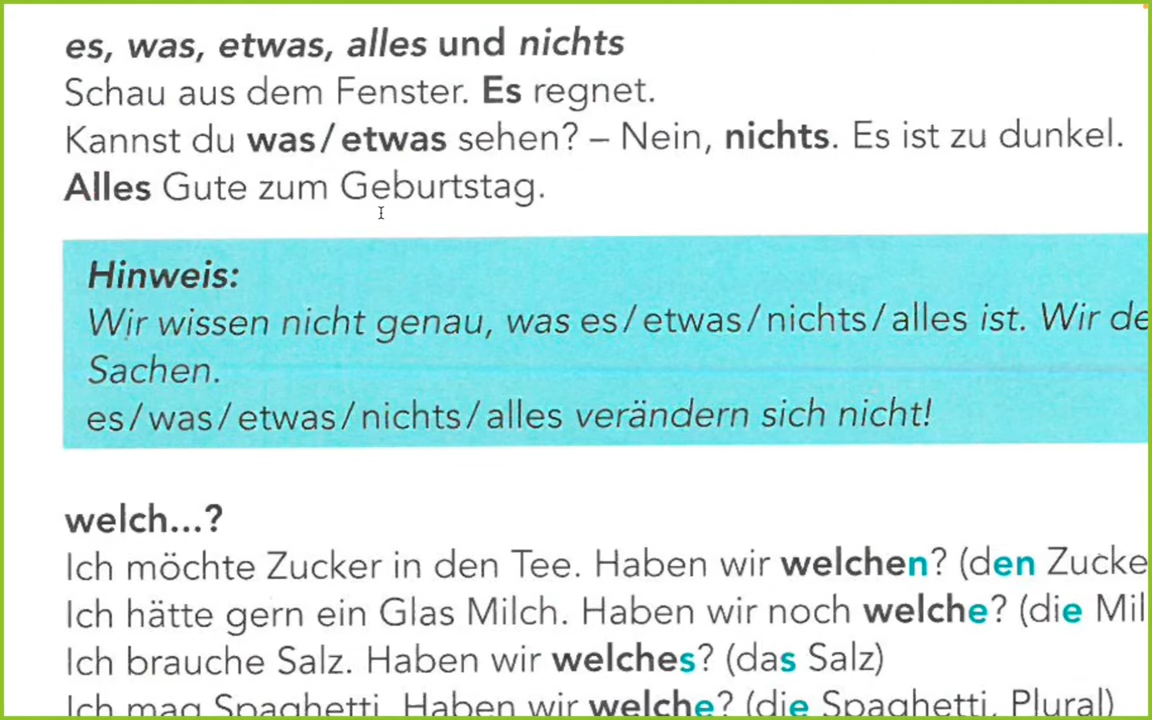 es, was, etwas, alles und nichts
Schau aus dem Fenster. Es regnet.
Kannst du was/etwas sehen? – Nein, nichts. Es ist zu dunkel.
Alles Gute zum Geburtstag.
Hinweis:
Wir wissen nicht genau, was es/etwas/nichts/alles ist. Wir de
Sachen.
es/was/etwas/nichts/alles verändern sich nicht!
welch...?
Ich möchte Zucker in den Tee. Haben wir welchen? (den Zucke
Ich hätte gern ein Glas Milch. Haben wir noch welche? (die Mil
Ich brauche Salz. Haben wir welches? (das Salz)
Ich mag Spaghetti. Haben wir welche? (die Spaghetti, Plural)